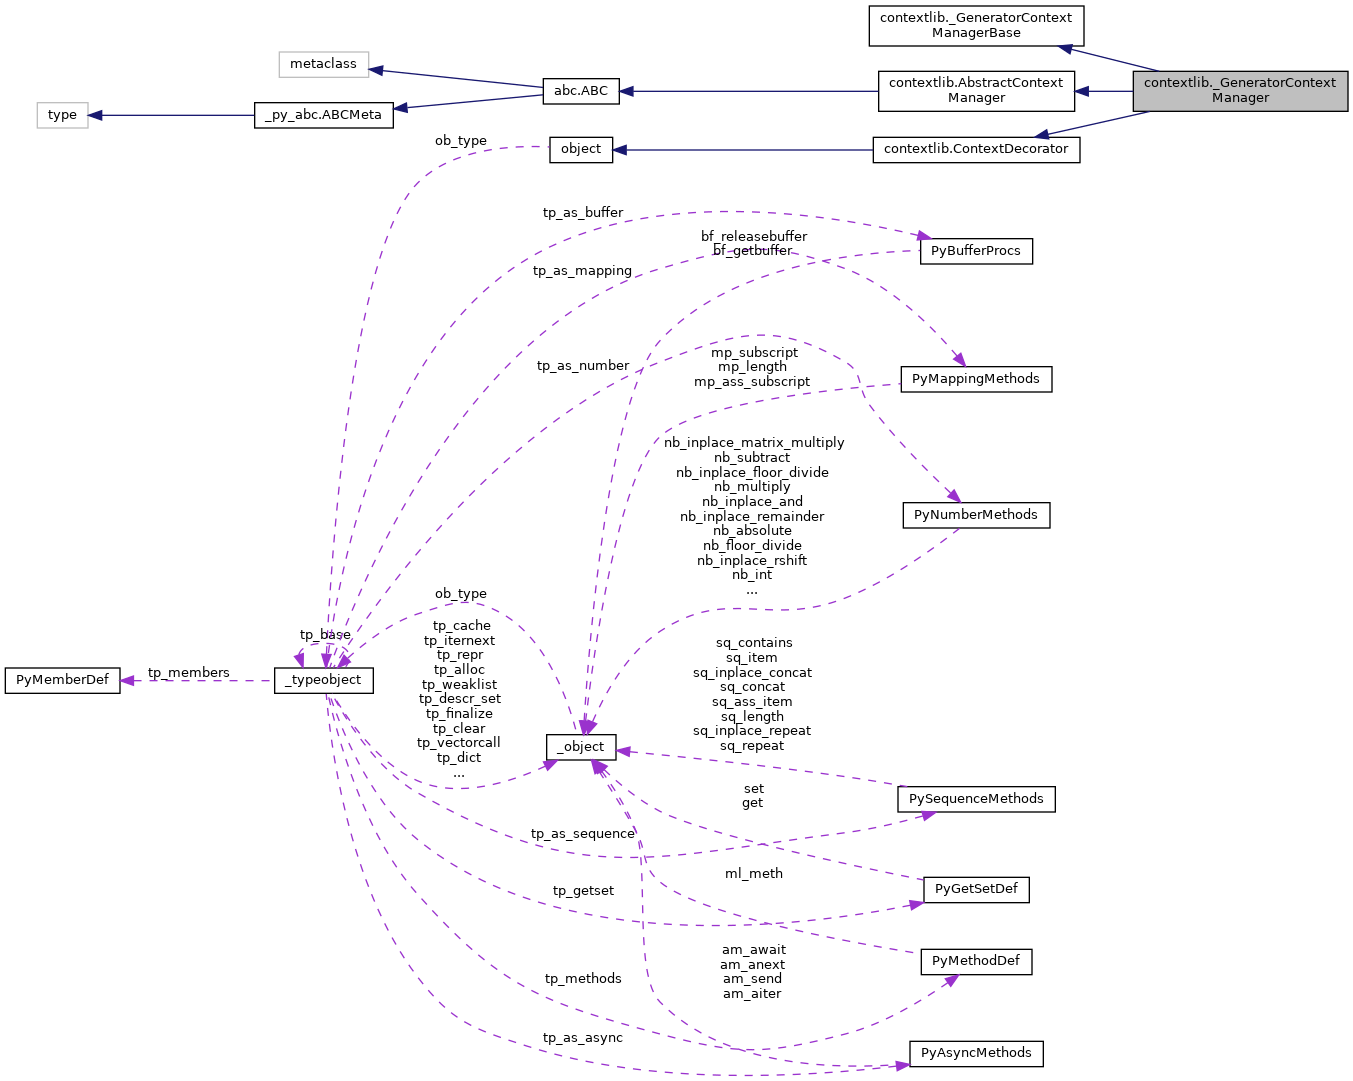 contextlib._GeneratorContext
ManagerBase
metaclass
contextlib.AbstractContext
Manager
contextlib._GeneratorContext
Manager
abc.ABC
type
_py_abc.ABCMeta
ob_type
object
contextlib.ContextDecorator
tp_as_buffer
bf_releasebuffer
bf_getbuffer
PyBufferProcs
tp_as_mapping
tp_as_number
mp_subscript
mp_length
mp_ass_subscript
PyMappingMethods
nb_inplace_matrix_multiply
nb_subtract
nb_inplace_floor_divide
nb_multiply
nb_inplace_and
nb_inplace_remainder
nb_absolute
nb_floor_divide
nb_inplace_rshift
nb_int
...
PyNumberMethods
ob_type
tp_base
tp_cache
tp_iternext
tp_repr
tp_alloc
tp_weaklist
tp_descr_set
tp_finalize
tp_clear
tp_vectorcall
tp_dict
...
PyMemberDef
tp_members
_typeobject
_object
sq_contains
sq_item
sq_inplace_concat
sq_concat
sq_ass_item
sq_length
sq_inplace_repeat
sq_repeat
PySequenceMethods
set
get
tp_as_sequence
ml_meth
tp_getset
PyGetSetDef
am_await
am_anext
am_send
am_aiter
PyMethodDef
tp_methods
tp_as_async
PyAsyncMethods